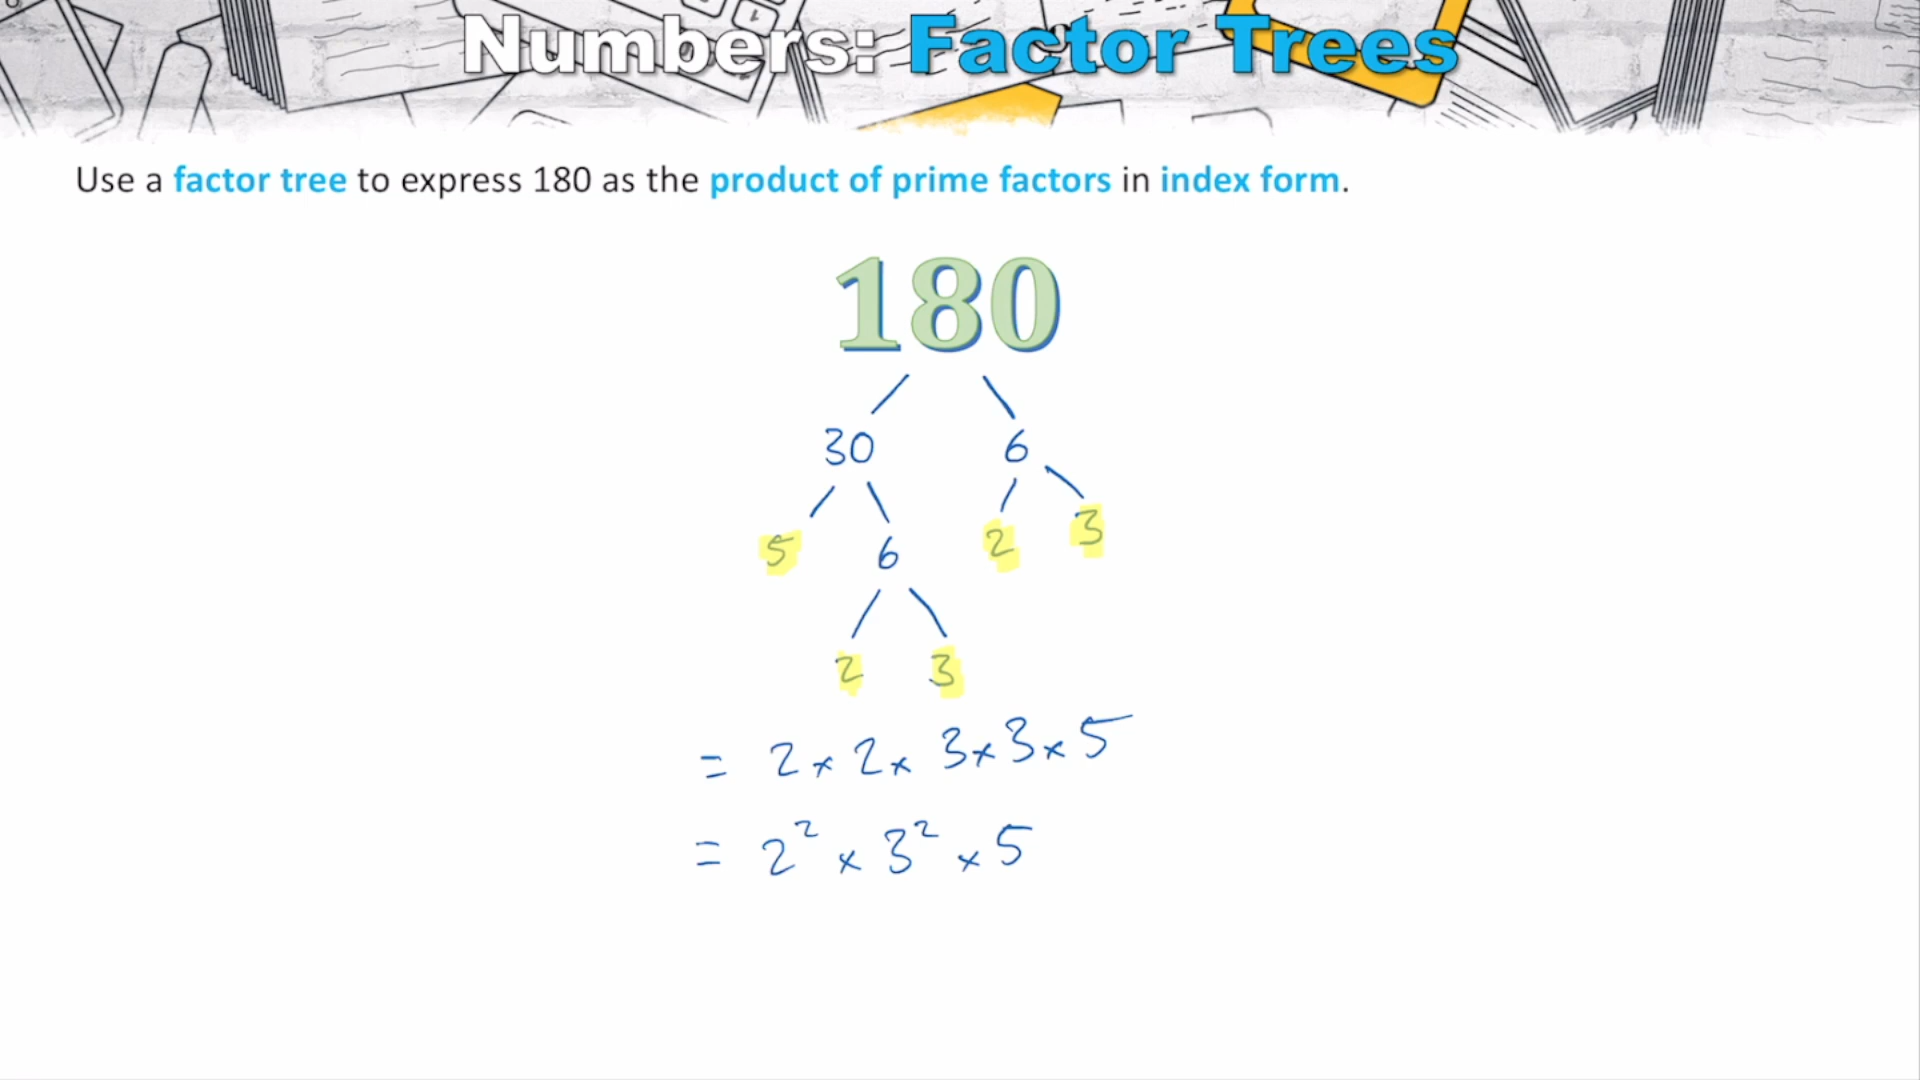 Numbers: Factor Trees
Use a factor tree to express 180 as the product of prime factors in index form.
180
30 6
5 6 2 3
2 3
= 2 × 2 × 3 × 3 × 5
= 2² × 3² × 5